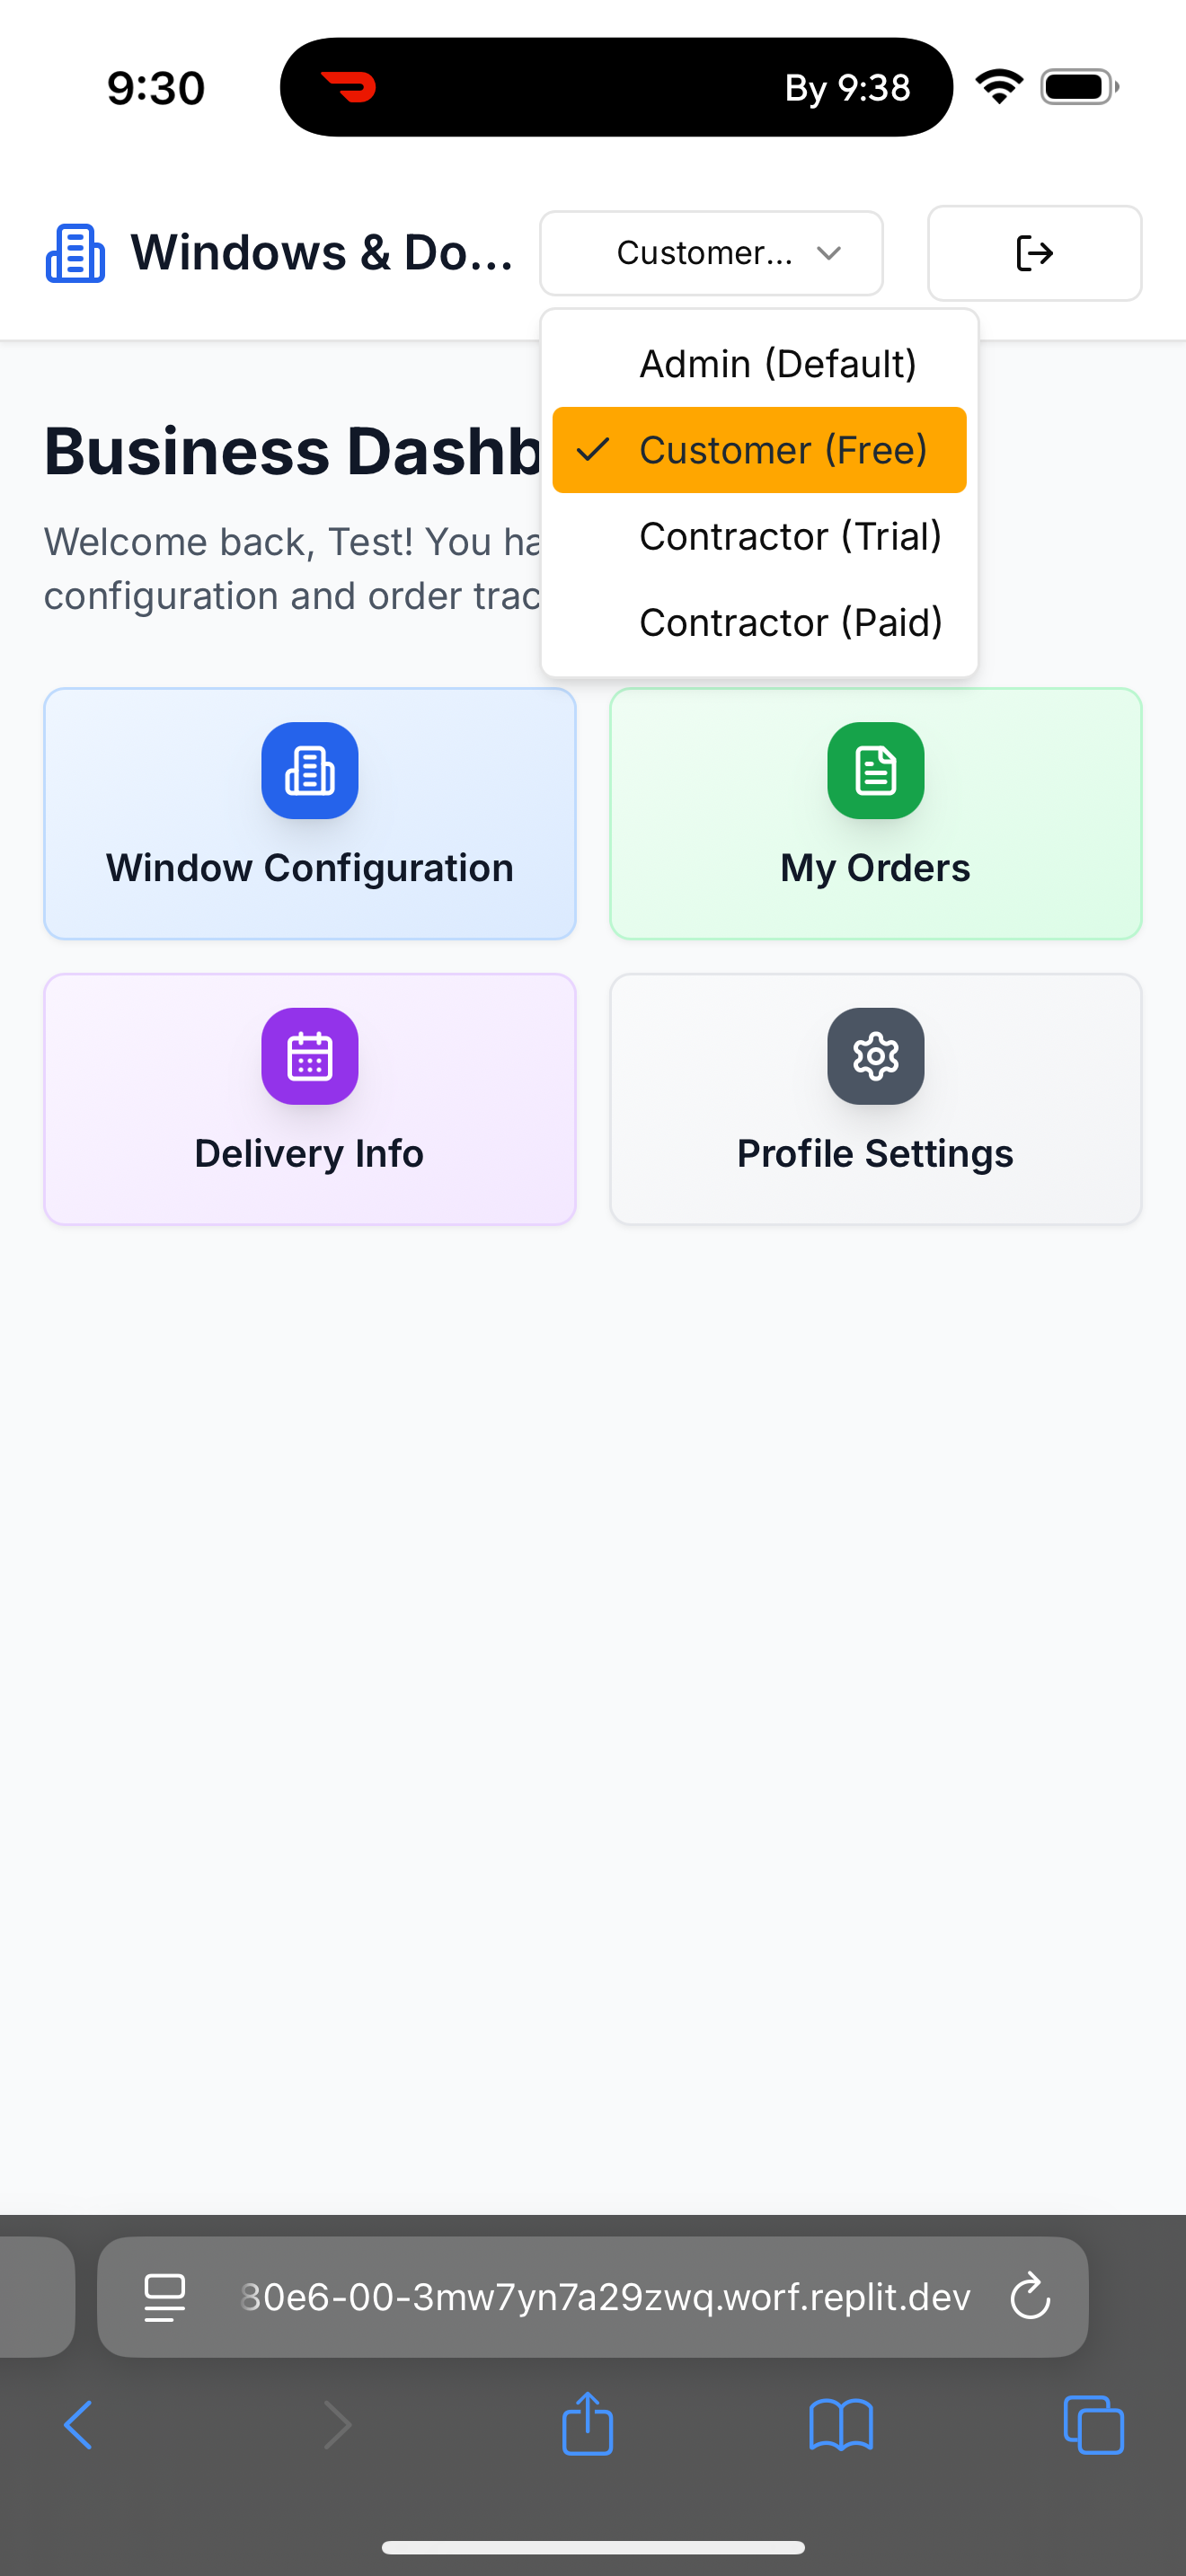 9:30
By 9:38
Windows & Do...
Customer...
Admin (Default)
Customer (Free)
Contractor (Trial)
Contractor (Paid)
Business Dashb
Welcome back, Test! You ha
configuration and order trac
Window Configuration
My Orders
Delivery Info
Profile Settings
80e6-00-3mw7yn7a29zwq.worf.replit.dev